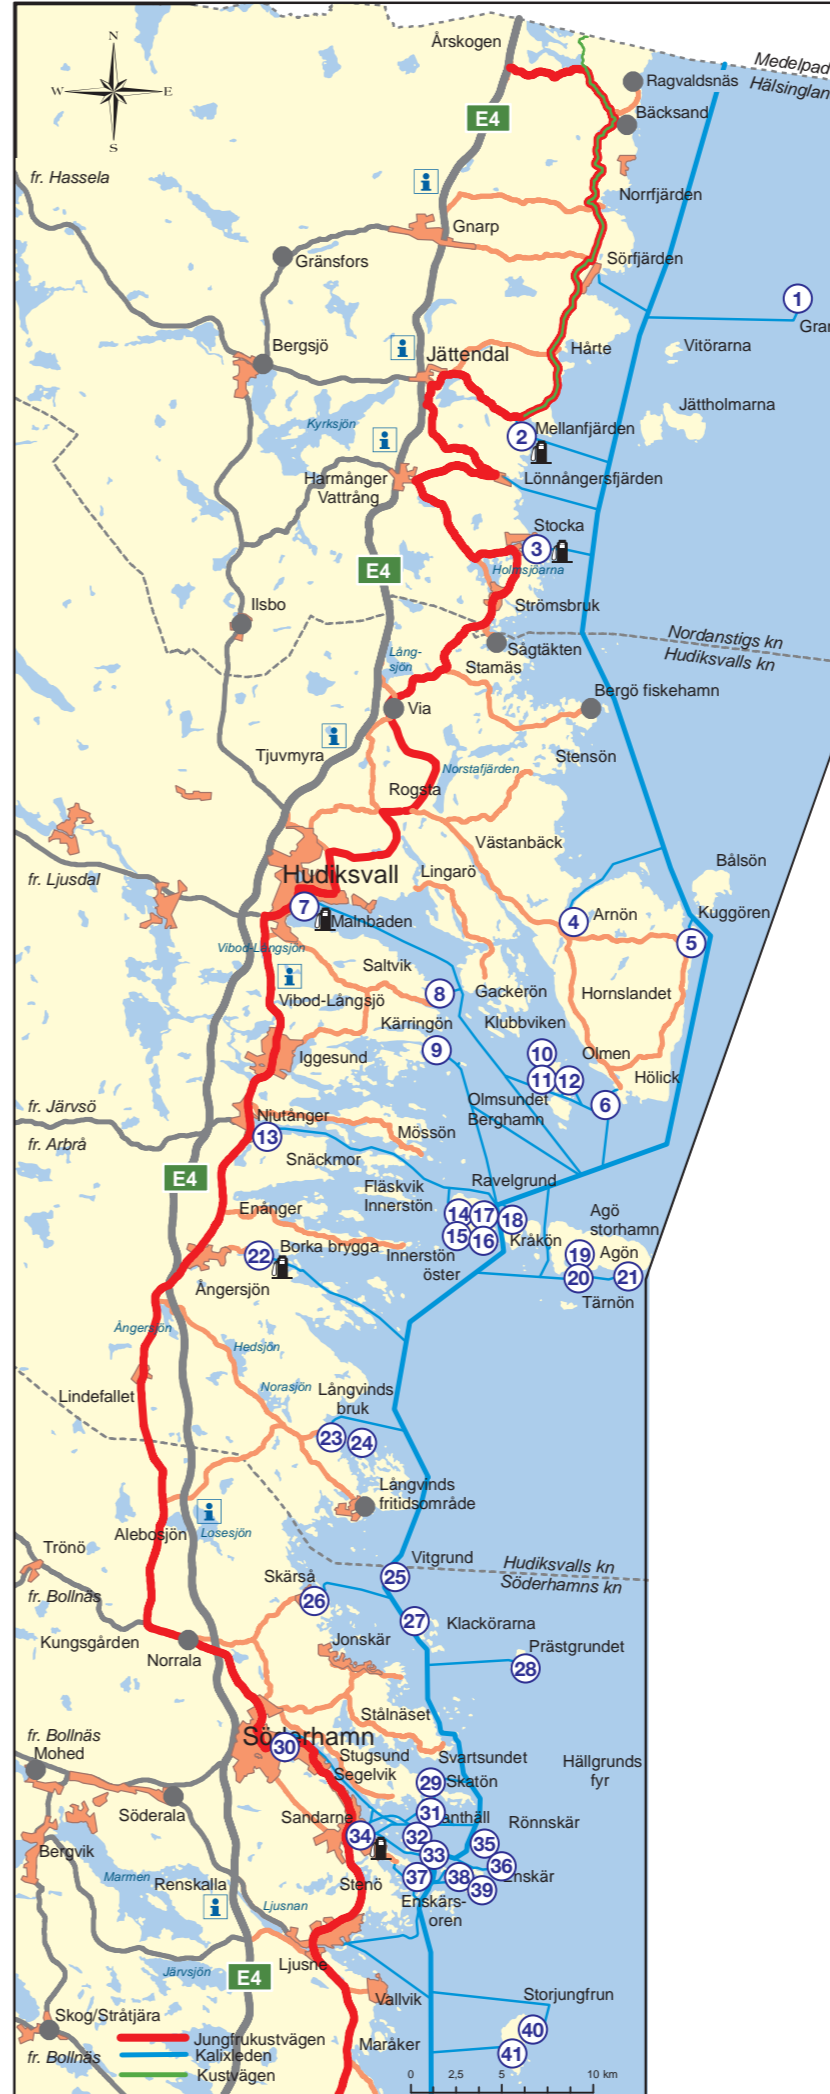 Årskogen
N
W
E
S
Medelpad
Hälsingland
Ragvaldsnäs
E4
Bäcksand
fr. Hassela
i
Norrfjärden
Gnarp
Gränsfors
Sörfjärden
1
Gran
Bergsjö
i
Jättendal
Hårte
Vitörarna
Jättholmarna
Kyrksjön
i
2
Mellanfjärden
Harmånger
Vattrång
Lönnångersfjärden
Stocka
3
E4
Holmsjöarna
Ilsbo
Strömsbruk
Nordanstigs kn
Hudiksvalls kn
Sågtäkten
Lång-
sjön
Stamäs
Bergö fiskehamn
Via
i
Tjuvmyra
Stensön
Norstafjärden
Rogsta
Västanbäck
Hudiksvall
Lingarö
Bålsön
fr. Ljusdal
7
Malnbaden
4
Arnön
Kuggören
5
Vibod-Långsjön
Saltvik
i
Vibod-Långsjö
8
Gackerön
Hornslandet
Kärringön
Klubbviken
9
10
Olmen
Iggesund
11
12
Hölick
6
Olmsundet
Berghamn
fr. Järvsö
Njutånger
13
Mössön
fr. Arbrå
Snäckmor
E4
Fläskvik
Innerstön
Ravelgrund
Enånger
14
17
18
Agö
storhamn
15
16
Kråkön
19
Agön
22
Borka brygga
Innerstön
öster
20
21
Ångersjön
Tärnön
Ångersjön
Hedsjön
Norasjön
Lindefallet
Långvinds
bruk
23
24
Långvinds
fritidsområde
i
Alebosjön
Losesjön
Trönö
Vitgrund
Hudiksvalls kn
Söderhamns kn
25
fr. Bollnäs
Skärså
26
27
Klackörarna
Kungsgården
Norrala
Jonskär
Prästgrundet
28
Stålnäset
fr. Bollnäs
Mohed
Söderhamn
30
Stugsund
Segelvik
Svartsundet
Hällgrunds
fyr
29
Skatön
Söderala
Sandarne
31
anthäll
Rönnskär
34
32
35
Bergvik
33
36
Enskär
Marmen
Renskalla
Stenö
37
38
39
i
Ljusnan
Enskärs-
oren
Ljusne
Järvsjön
E4
Vallvik
Storjungfrun
Skog/Stråtjära
40
Jungfrukustvägen
Maråker
41
Kalixleden
fr. Bollnäs
Kustvägen
0
2,5
5
10 km